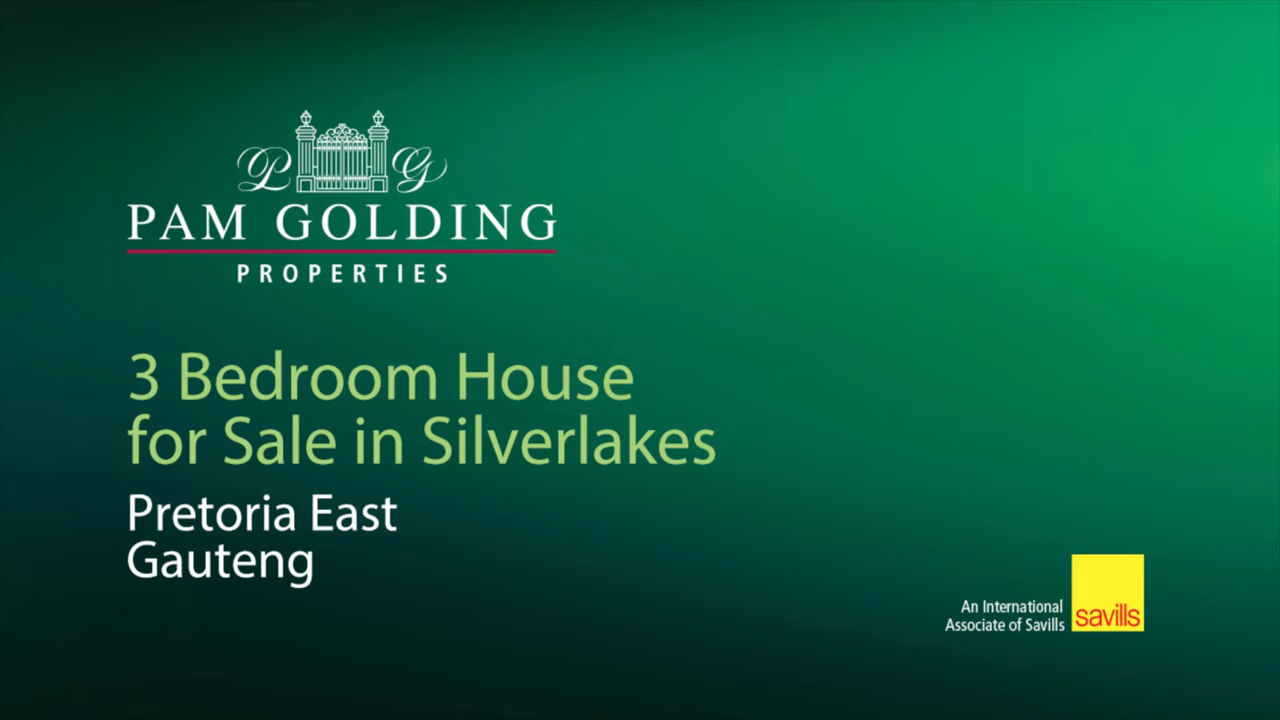 P G
PAM GOLDING
PROPERTIES
3 Bedroom House
for Sale in Silverlakes
Pretoria East
Gauteng
An International
Associate of Savills
savills